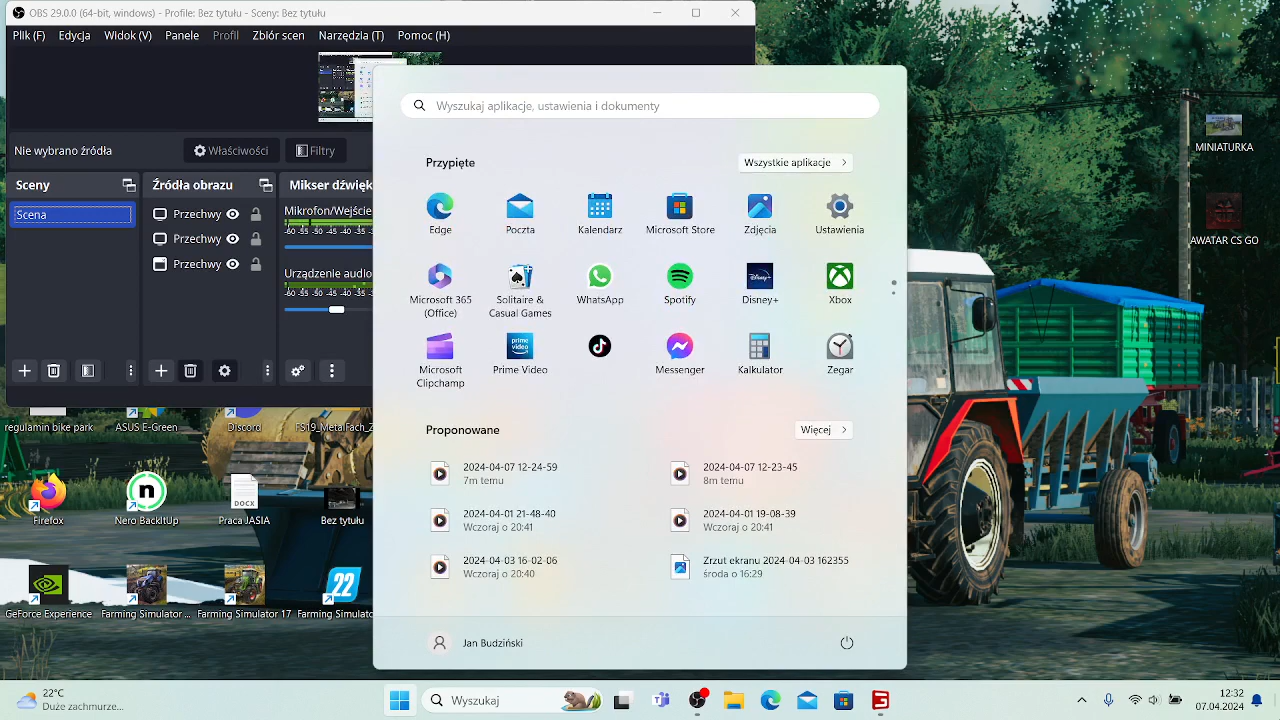 OBS 29.0.0 (64-bit, windows) - Profile: Bez tytułu - Sceny: Bez tytułu
Plik (F) Edycja Widok (V) Panele Profil Zbiór scen Narzędzia (T) Pomoc (H)
Nie wybrano źródła Właściwości Filtry
Sceny Źródła obrazu Mikser dźwięk
Scena
Przechwy
Przechwy
Przechwy
Mikrofon/Wejście
Urządzenie audio
Wyszukaj aplikacje, ustawienia i dokumenty
Przypięte Wszystkie aplikacje
Edge Poczta Kalendarz Microsoft Store Zdjęcia Ustawienia
Microsoft 365 (Office) Solitaire & Casual Games WhatsApp Spotify Disney+ Xbox
Microsoft Clipchamp Prime Video Messenger Kalkulator Zegar
Proponowane Więcej
2024-04-07 12-24-59
7m temu
2024-04-07 12-23-45
8m temu
2024-04-01 21-48-40
Wczoraj o 20:41
2024-04-01 19-08-39
Wczoraj o 20:41
2024-04-03 16-02-06
Wczoraj o 20:40
Zrzut ekranu 2024-04-03 162355
środa o 16:29
Jan Budziński
MINIATURKA
AWATAR CS GO
regulamin bike park ASUS E-Green Discord FS19_MetalFach_Z
Firefox Nero BackItUp Praca JASIA Bez tytułu
GeForce Experience Farming Simulator ... Farming Simulator 17 Farming Simulato
22°C
Duże zachmurze...
Wyszukaj
12:32
07.04.2024